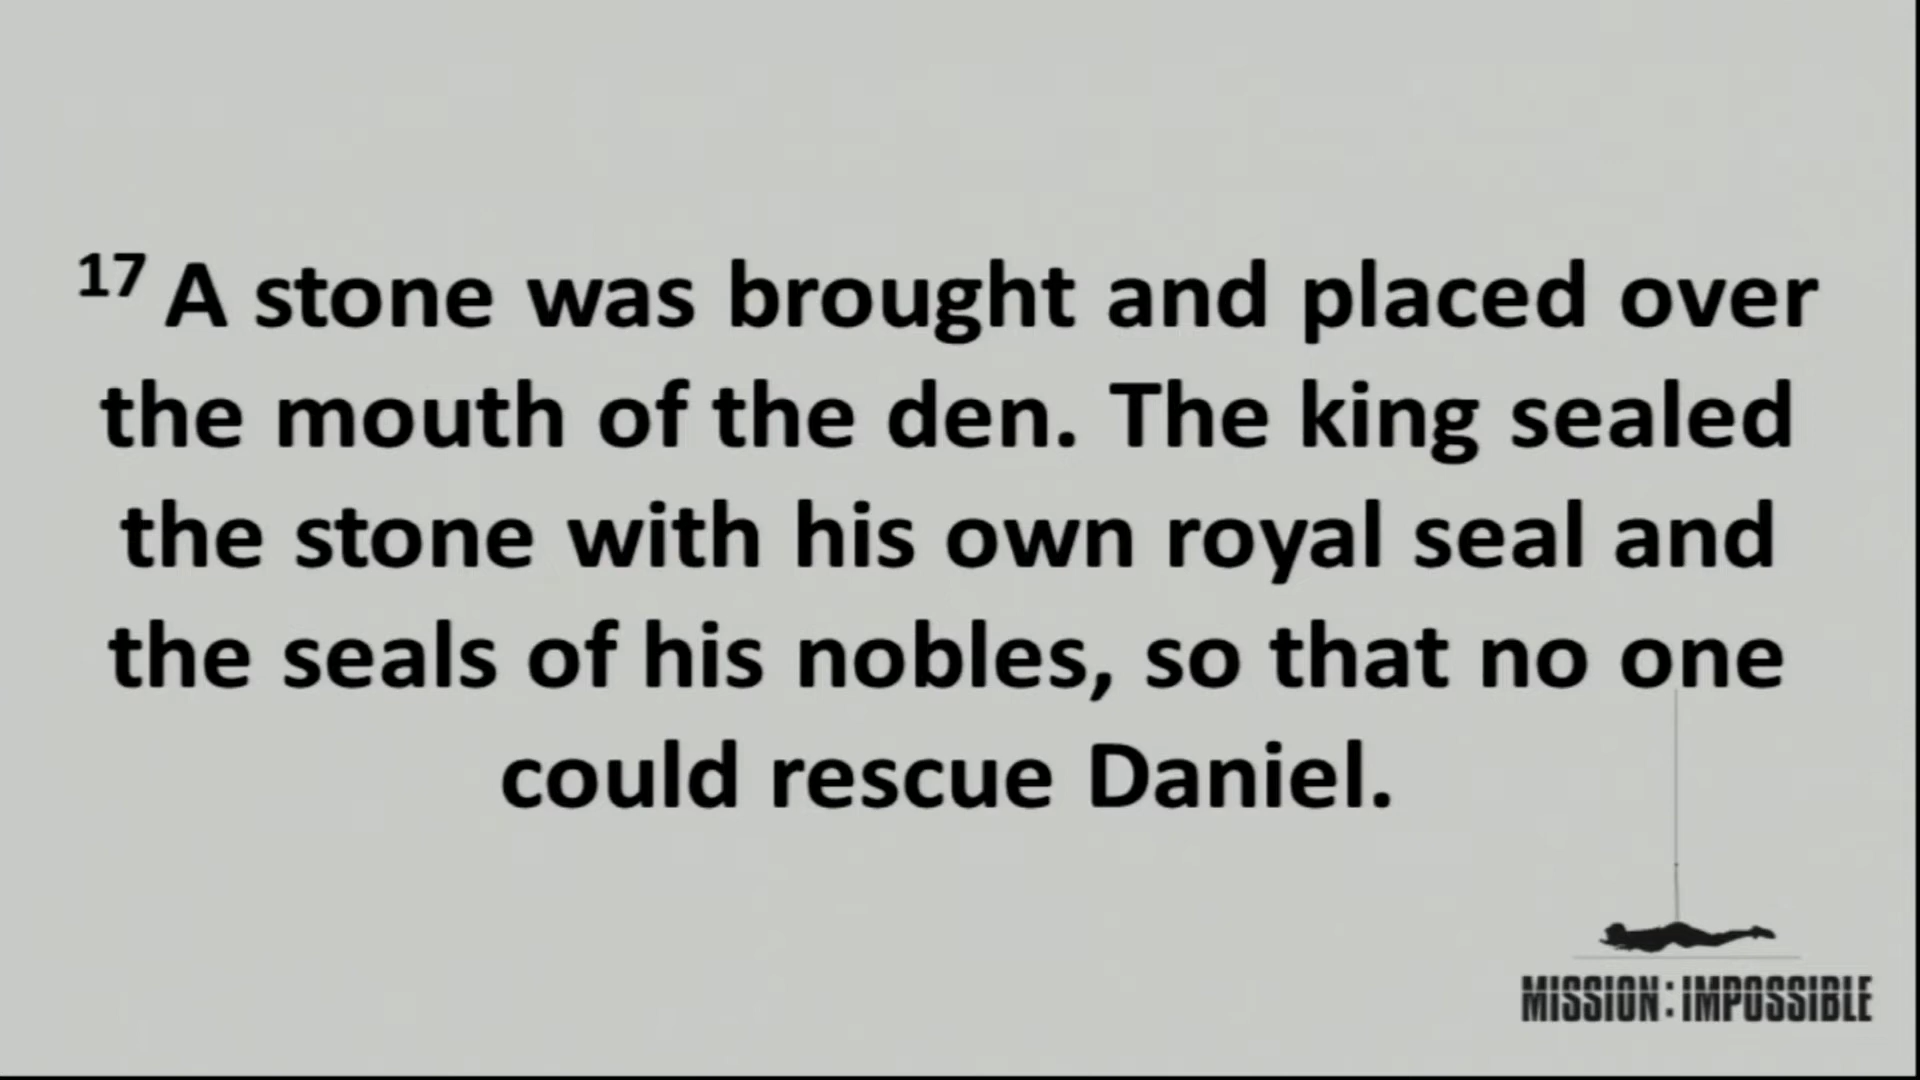 17 A stone was brought and placed over
the mouth of the den. The king sealed
the stone with his own royal seal and
the seals of his nobles, so that no one
could rescue Daniel.
MISSION:IMPOSSIBLE